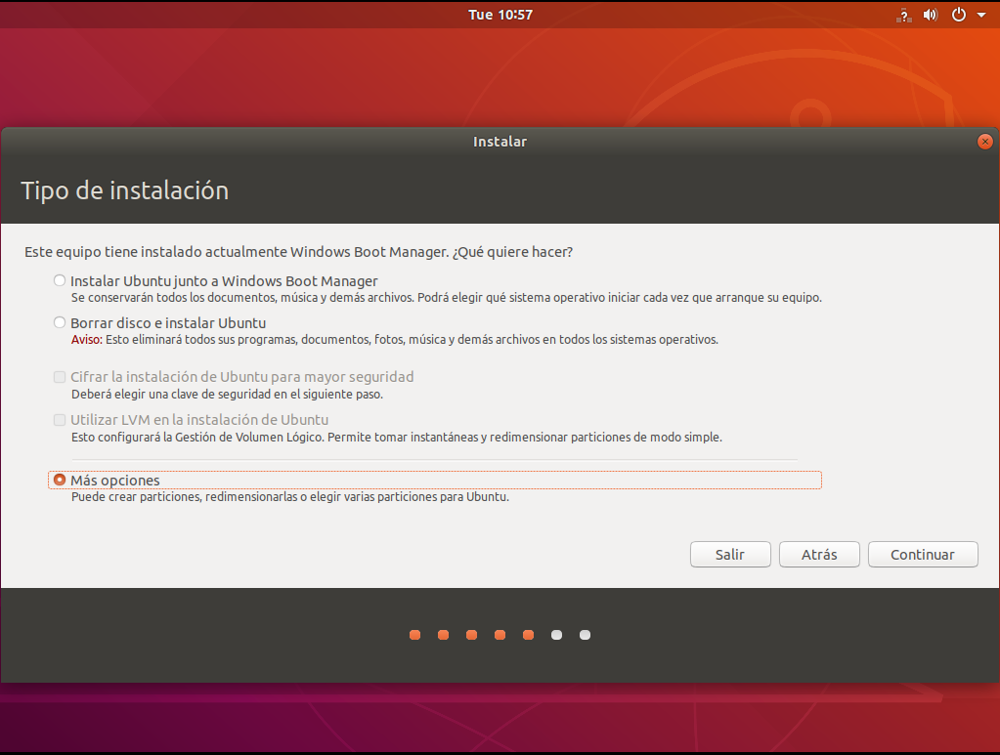 Tue 10:57
Instalar
Tipo de instalación
Este equipo tiene instalado actualmente Windows Boot Manager. ¿Qué quiere hacer?
Instalar Ubuntu junto a Windows Boot Manager
Se conservarán todos los documentos, música y demás archivos. Podrá elegir qué sistema operativo iniciar cada vez que arranque su equipo.
Borrar disco e instalar Ubuntu
Aviso: Esto eliminará todos sus programas, documentos, fotos, música y demás archivos en todos los sistemas operativos.
Cifrar la instalación de Ubuntu para mayor seguridad
Deberá elegir una clave de seguridad en el siguiente paso.
Utilizar LVM en la instalación de Ubuntu
Esto configurará la Gestión de Volumen Lógico. Permite tomar instantáneas y redimensionar particiones de modo simple.
Más opciones
Puede crear particiones, redimensionarlas o elegir varias particiones para Ubuntu.
Salir Atrás Continuar